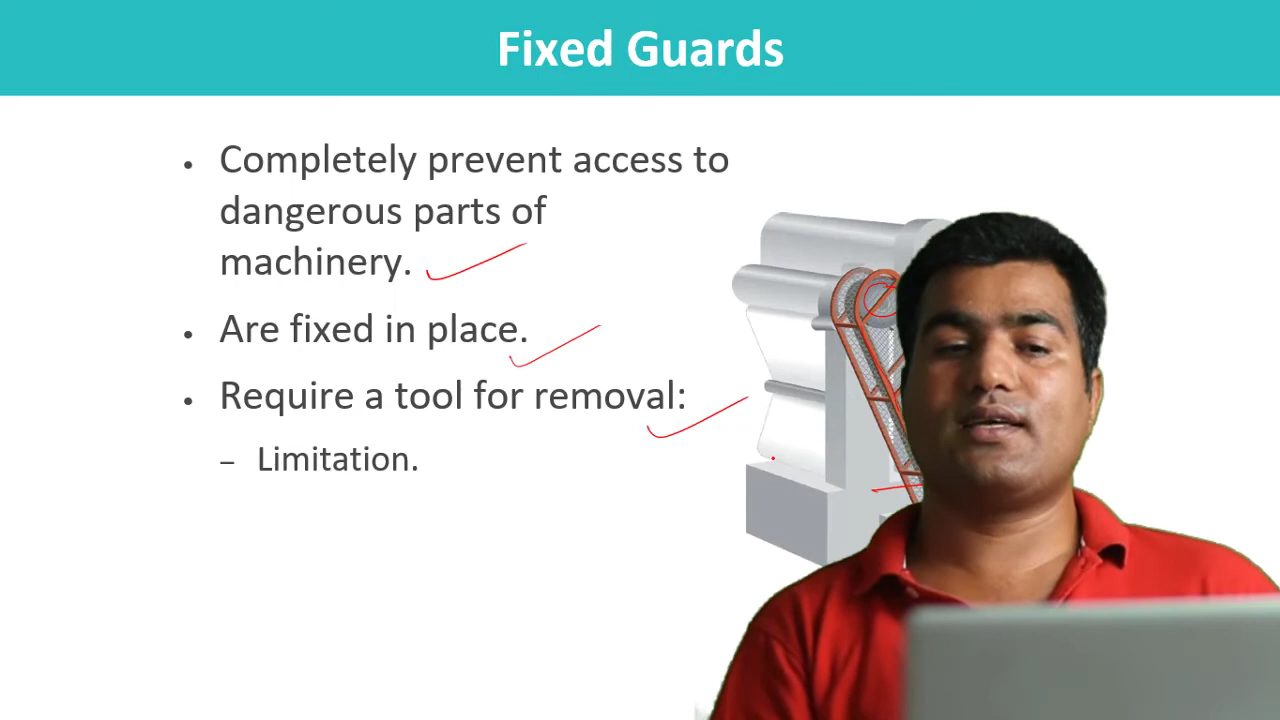 Fixed Guards
• Completely prevent access to
dangerous parts of
machinery.
• Are fixed in place.
• Require a tool for removal:
– Limitation.